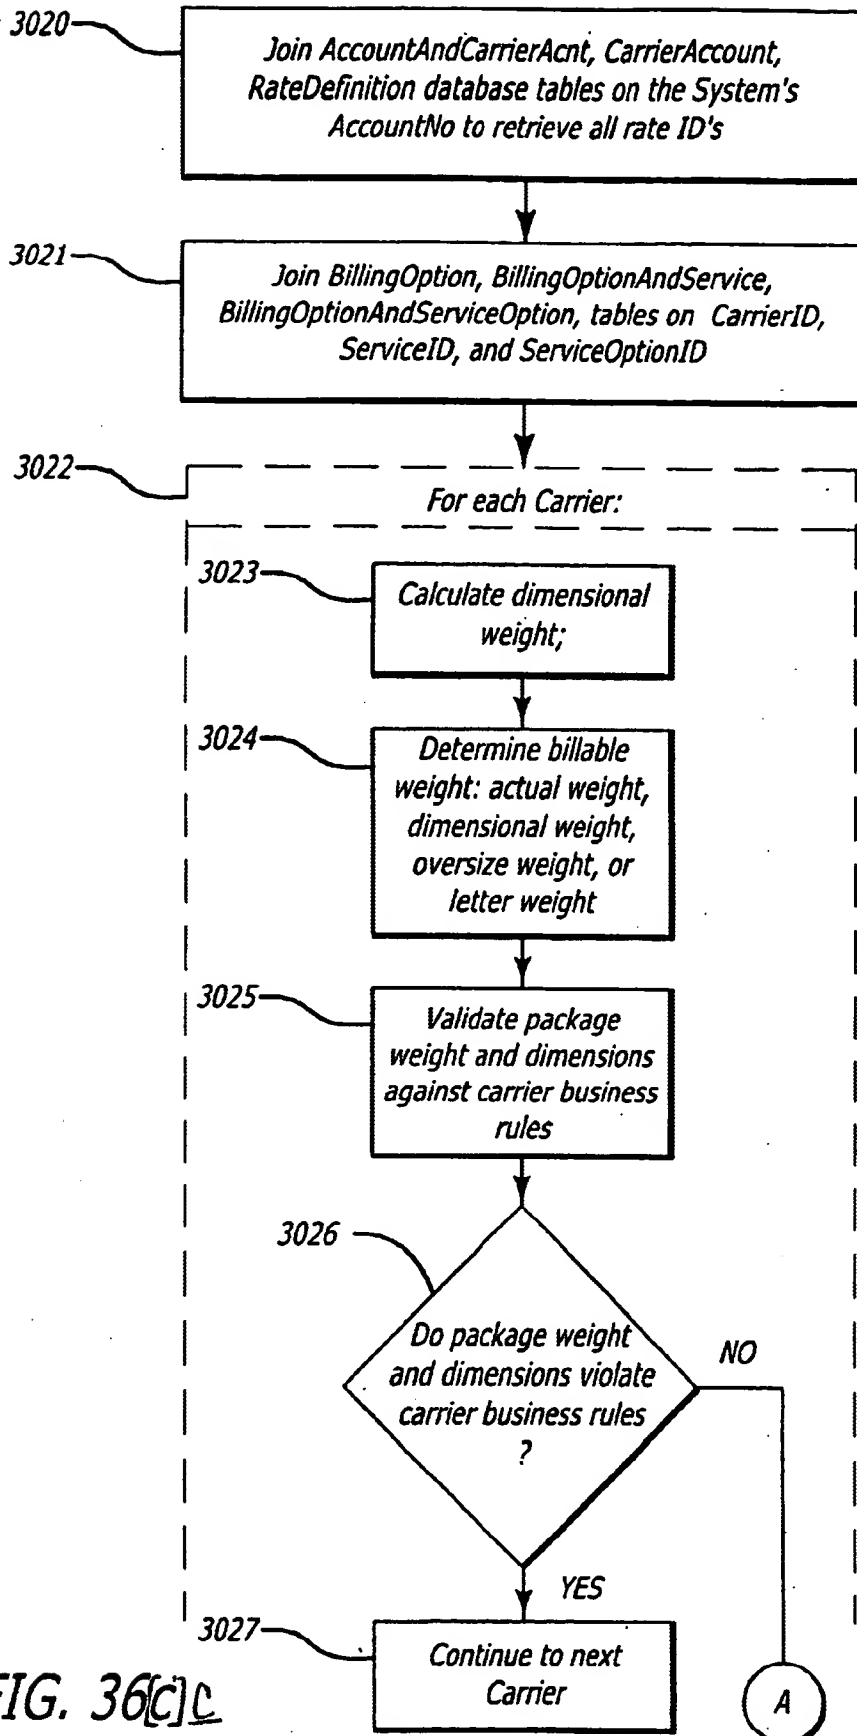 3020
Join AccountAndCarrierAcnt, CarrierAccount,
RateDefinition database tables on the System's
AccountNo to retrieve all rate ID's
3021
Join BillingOption, BillingOptionAndService,
BillingOptionAndServiceOption, tables on CarrierID,
ServiceID, and ServiceOptionID
3022
For each Carrier:
3023
Calculate dimensional
weight;
3024
Determine billable
weight: actual weight,
dimensional weight,
oversize weight, or
letter weight
3025
Validate package
weight and dimensions
against carrier business
rules
3026
Do package weight
and dimensions violate
carrier business rules
?
NO
YES
3027
Continue to next
Carrier
A
FIG. 36[C]C